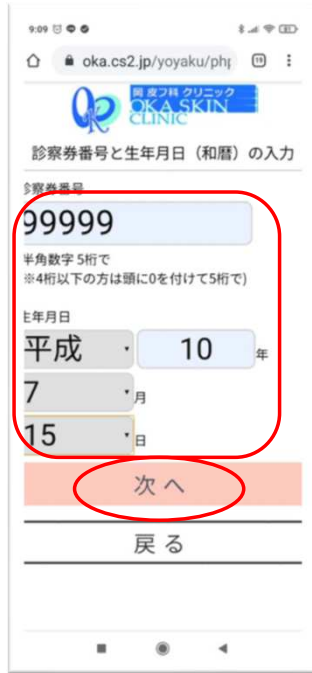 9:09
oka.cs2.jp/yoyaku/php
19
岡 皮フ科 クリニック
OKA SKIN
CLINIC
診察券番号と生年月日（和暦）の入力
診察券番号
99999
半角数字 5桁で
※4桁以下の方は頭に0を付けて5桁で)
生年月日
平成 10 年
7 月
15 日
次 へ
戻 る